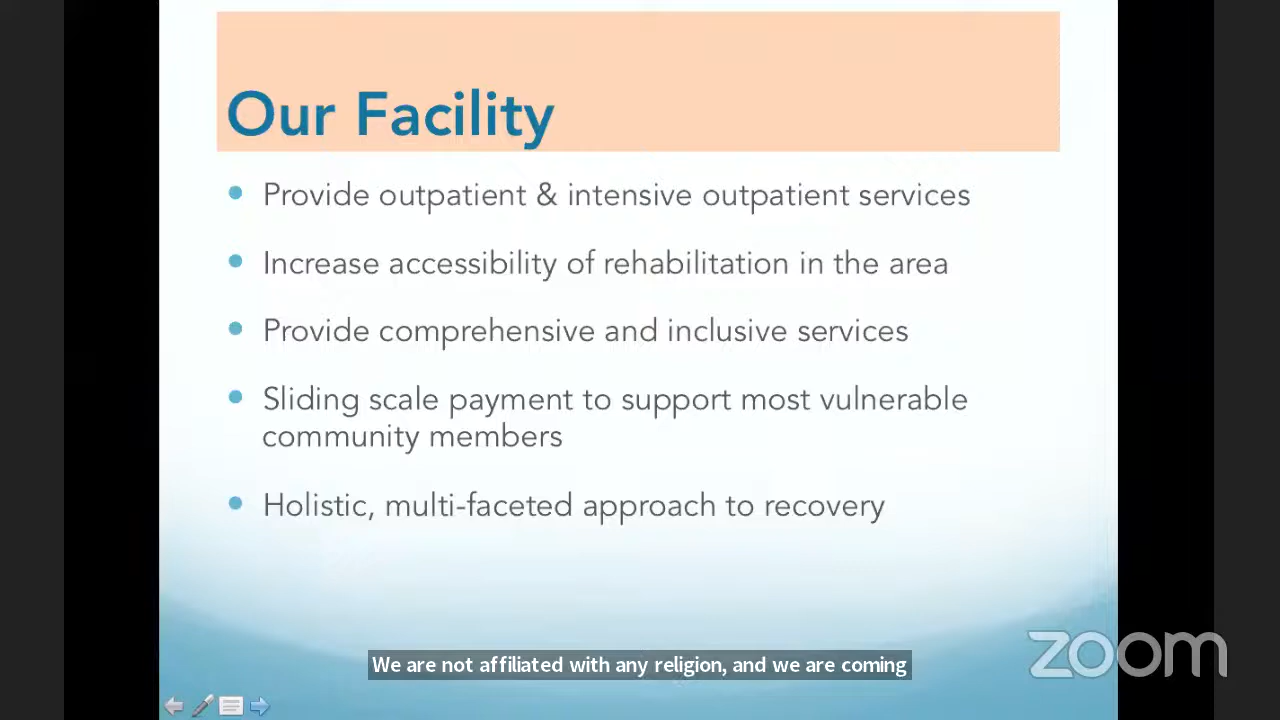 Our Facility
Provide outpatient & intensive outpatient services
Increase accessibility of rehabilitation in the area
Provide comprehensive and inclusive services
Sliding scale payment to support most vulnerable
community members
Holistic, multi-faceted approach to recovery
We are not affiliated with any religion, and we are coming
zoom